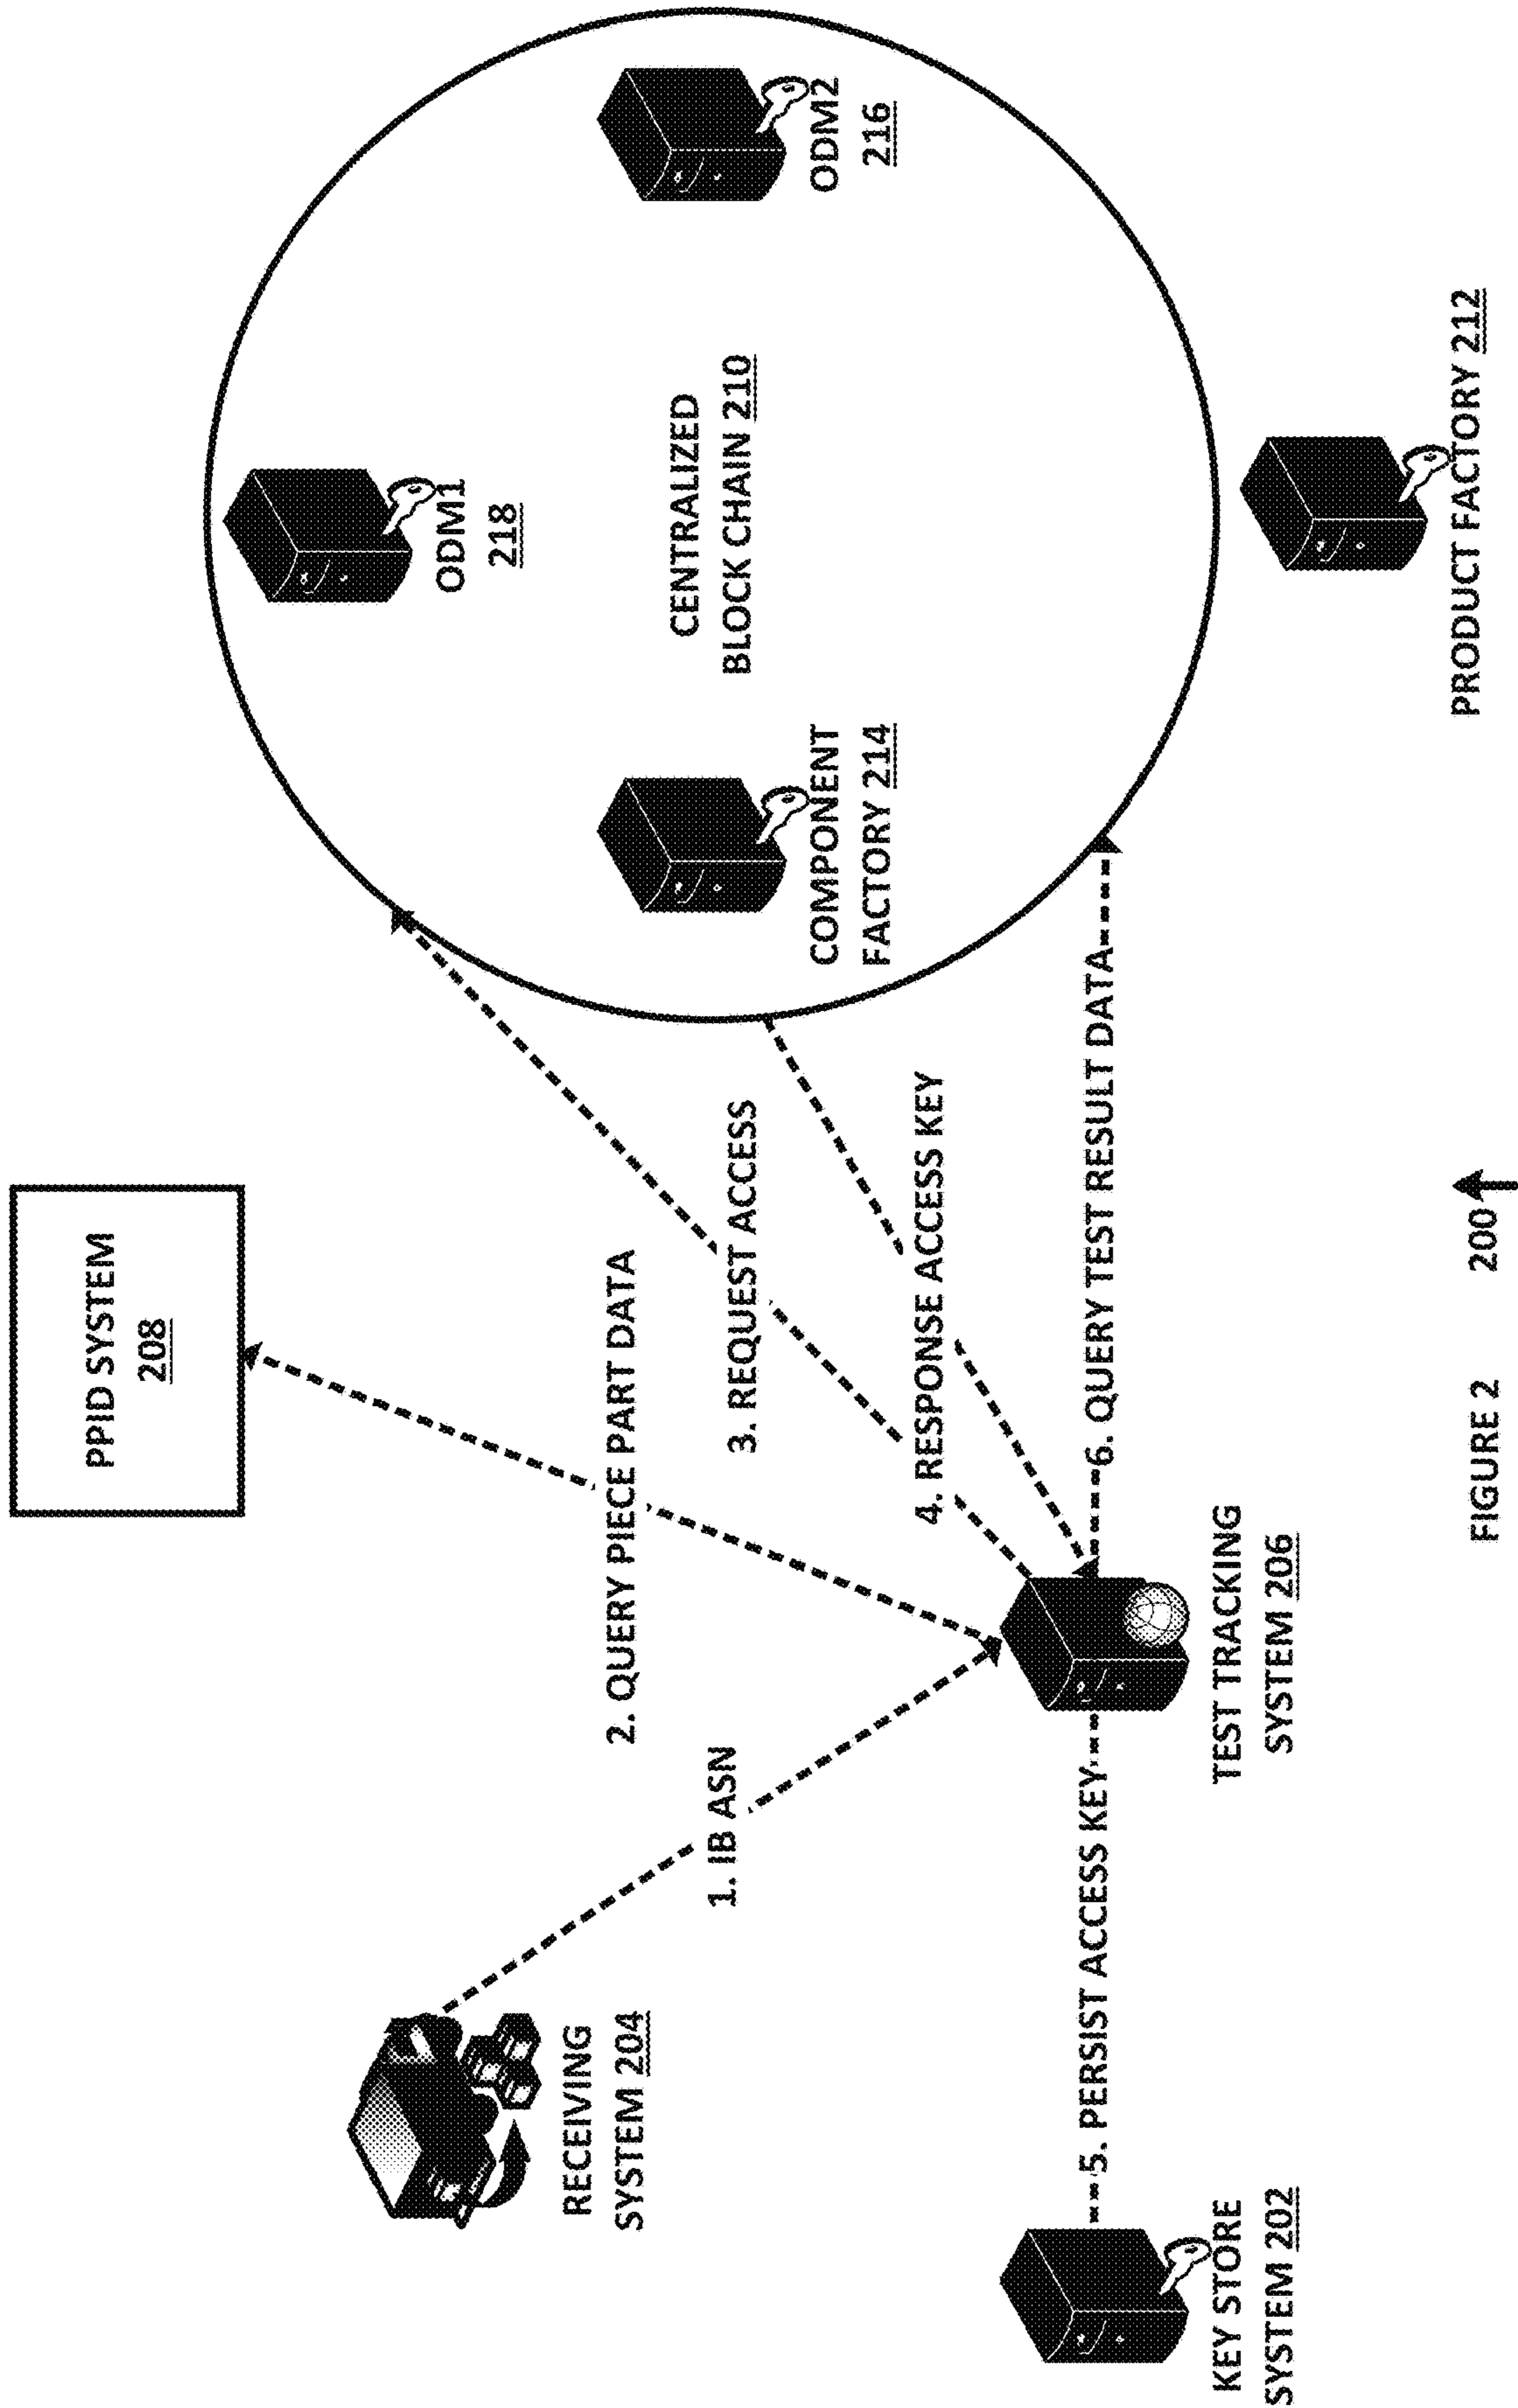 PPID SYSTEM
208
ODM1
218
CENTRALIZED
BLOCK CHAIN 210
ODM2
216
COMPONENT
FACTORY 214
PRODUCT FACTORY 212
RECEIVING
SYSTEM 204
1. IB ASN
2. QUERY PIECE PART DATA
3. REQUEST ACCESS
4. RESPONSE ACCESS KEY
5. PERSIST ACCESS KEY
6. QUERY TEST RESULT DATA
KEY STORE
SYSTEM 202
TEST TRACKING
SYSTEM 206
FIGURE 2
200